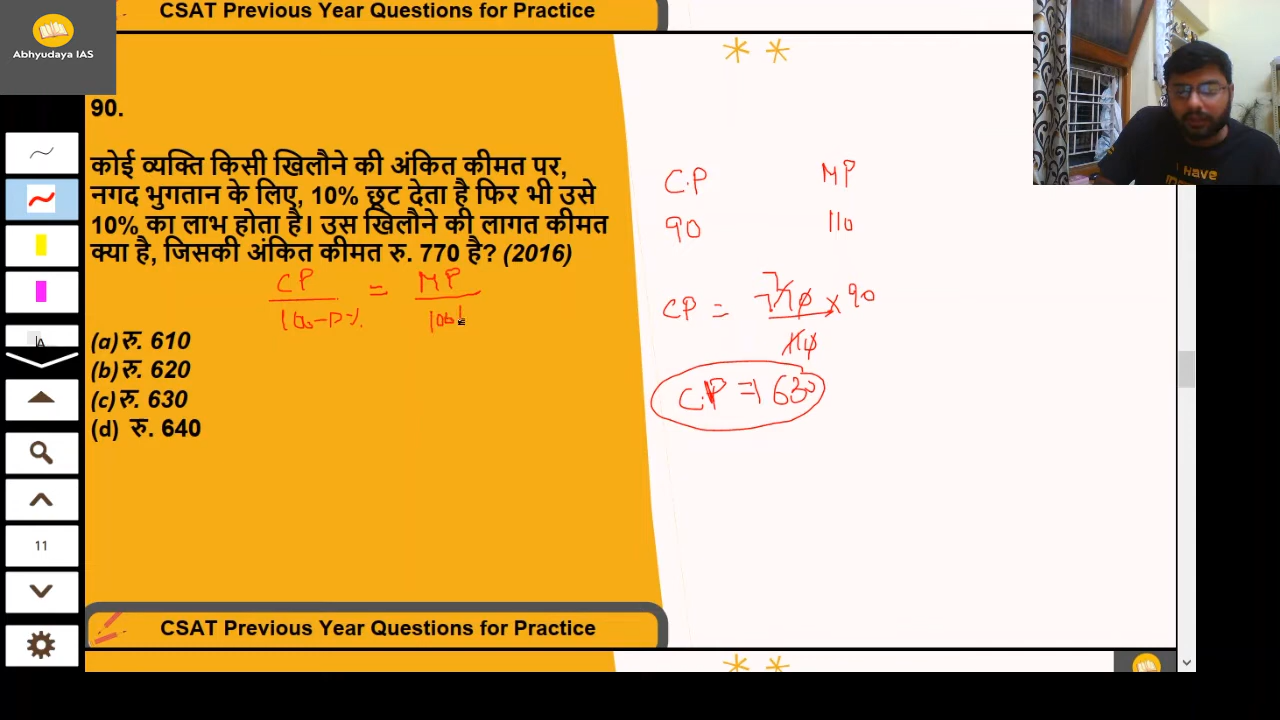 CSAT Previous Year Questions for Practice
Abhyudaya IAS
90.
कोई व्यक्ति किसी खिलौने की अंकित कीमत पर,
नगद भुगतान के लिए, 10% छूट देता है फिर भी उसे
10% का लाभ होता है। उस खिलौने की लागत कीमत
क्या है, जिसकी अंकित कीमत रु. 770 है? (2016)
CP = MP
100-D%
(a) रु. 610
(b) रु. 620
(c) रु. 630
(d) रु. 640
C.P MP
90 110
CP = 770 × 90
110
C.P = 630
I HAVE
11
CSAT Previous Year Questions for Practice